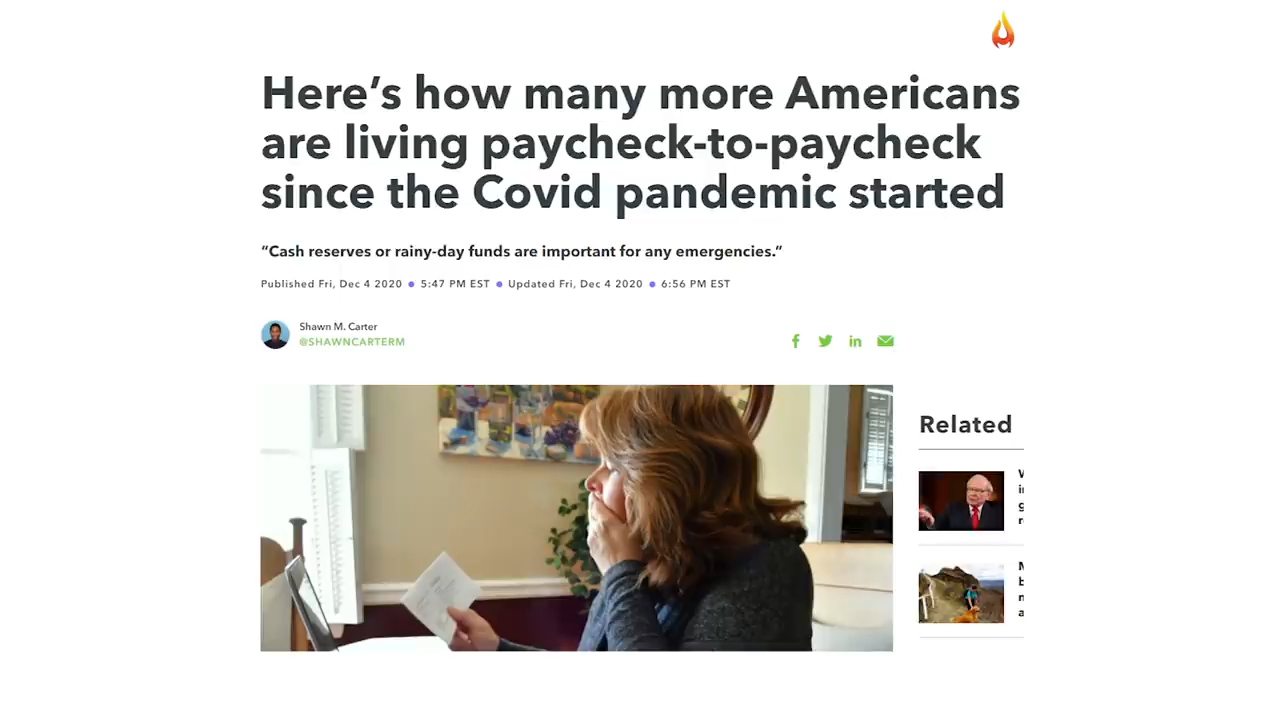 Here’s how many more Americans
are living paycheck-to-paycheck
since the Covid pandemic started
“Cash reserves or rainy-day funds are important for any emergencies.”
Published Fri, Dec 4 2020 • 5:47 PM EST • Updated Fri, Dec 4 2020 • 6:56 PM EST
Shawn M. Carter
@SHAWNCARTERM
Related